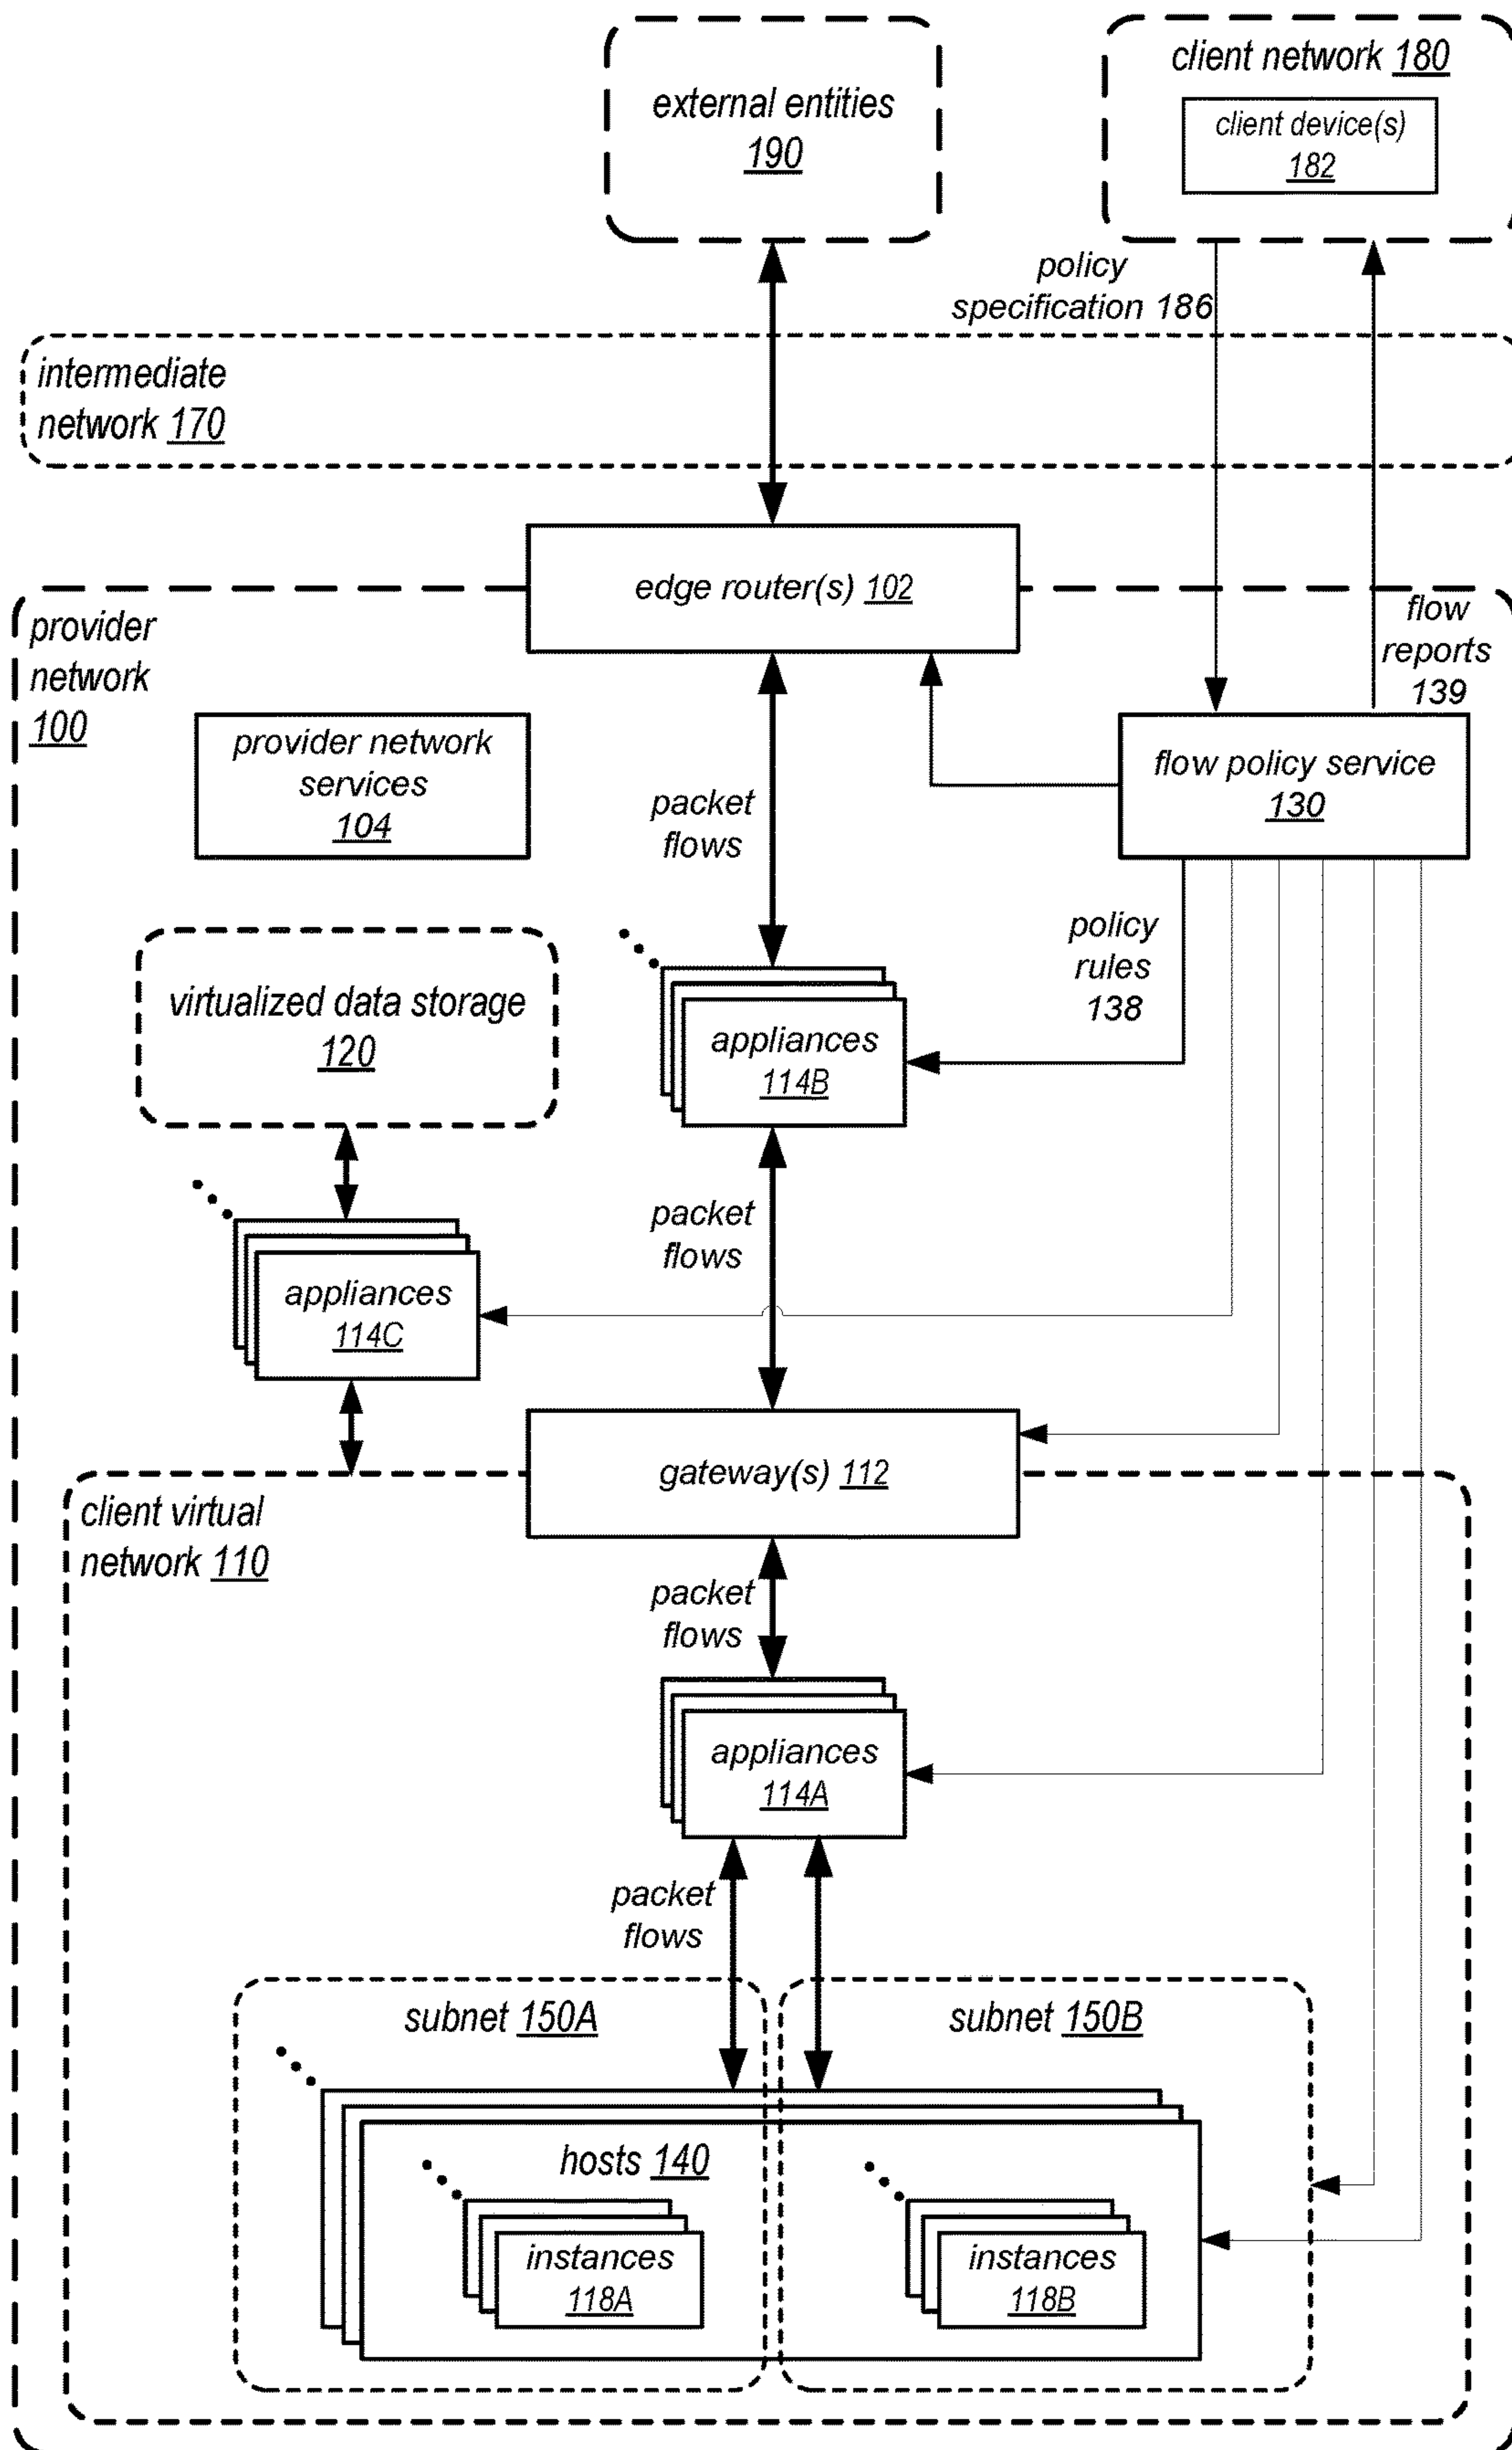 external entities
190
client network 180
client device(s)
182
policy
specification 186
intermediate
network 170
edge router(s) 102
provider
network
100
flow
reports
139
provider network
services
104
flow policy service
130
packet
flows
policy
rules
138
virtualized data storage
120
appliances
114B
packet
flows
appliances
114C
gateway(s) 112
client virtual
network 110
packet
flows
appliances
114A
packet
flows
subnet 150A
subnet 150B
hosts 140
instances
118A
instances
118B